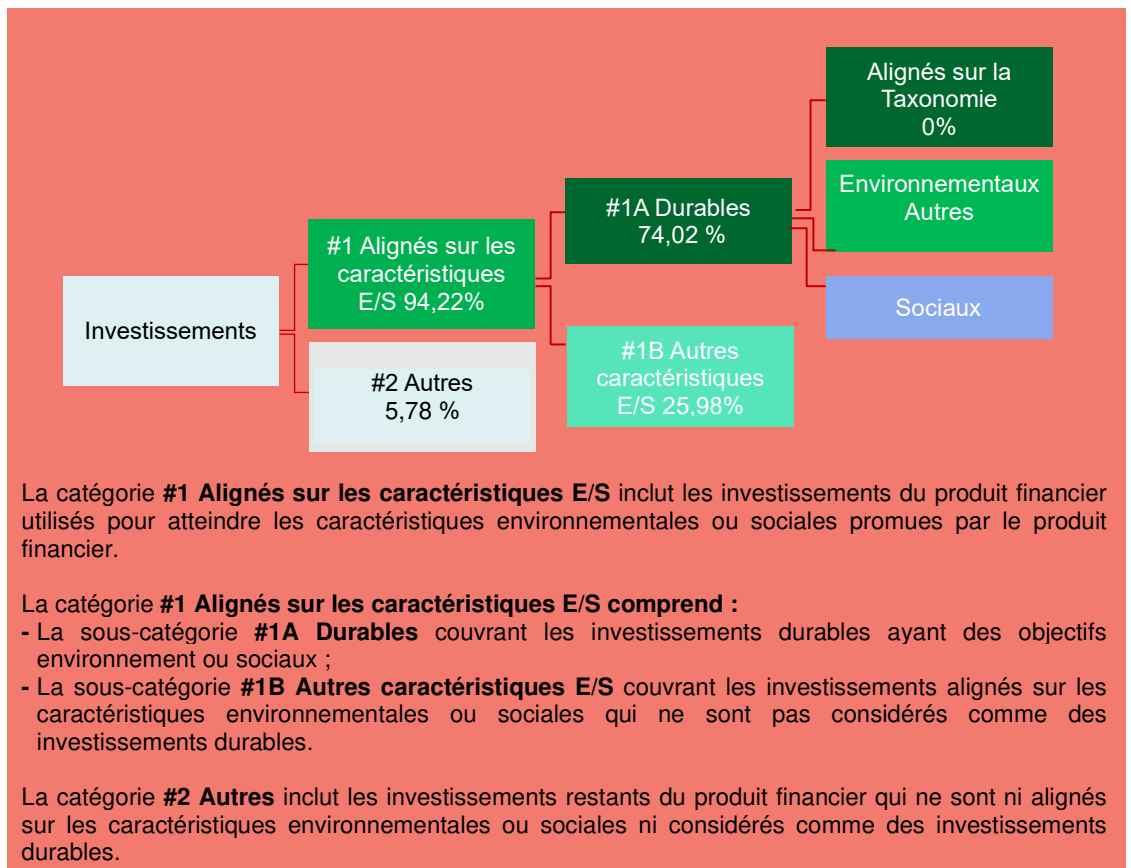 Investissements
#1 Alignés sur les
caractéristiques
E/S 94,22%
#2 Autres
5,78 %
#1A Durables
74,02 %
#1B Autres
caractéristiques
E/S 25,98%
Alignés sur la
Taxonomie
0%
Environnementaux
Autres
Sociaux
La catégorie #1 Alignés sur les caractéristiques E/S inclut les investissements du produit financier
utilisés pour atteindre les caractéristiques environnementales ou sociales promues par le produit
financier.
La catégorie #1 Alignés sur les caractéristiques E/S comprend :
- La sous-catégorie #1A Durables couvrant les investissements durables ayant des objectifs
environnement ou sociaux ;
- La sous-catégorie #1B Autres caractéristiques E/S couvrant les investissements alignés sur les
caractéristiques environnementales ou sociales qui ne sont pas considérés comme des
investissements durables.
La catégorie #2 Autres inclut les investissements restants du produit financier qui ne sont ni alignés
sur les caractéristiques environnementales ou sociales ni considérés comme des investissements
durables.